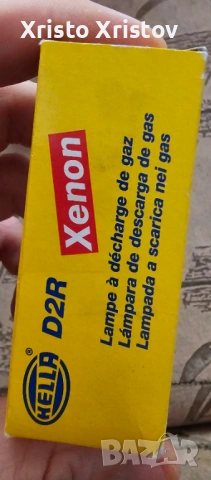 Xristo Xristov
HELLA
®
D2R
Xenon
Lampe à décharge de gaz
Lámpara de descarga de gas
Lampada a scarica nei gas
BAZAR